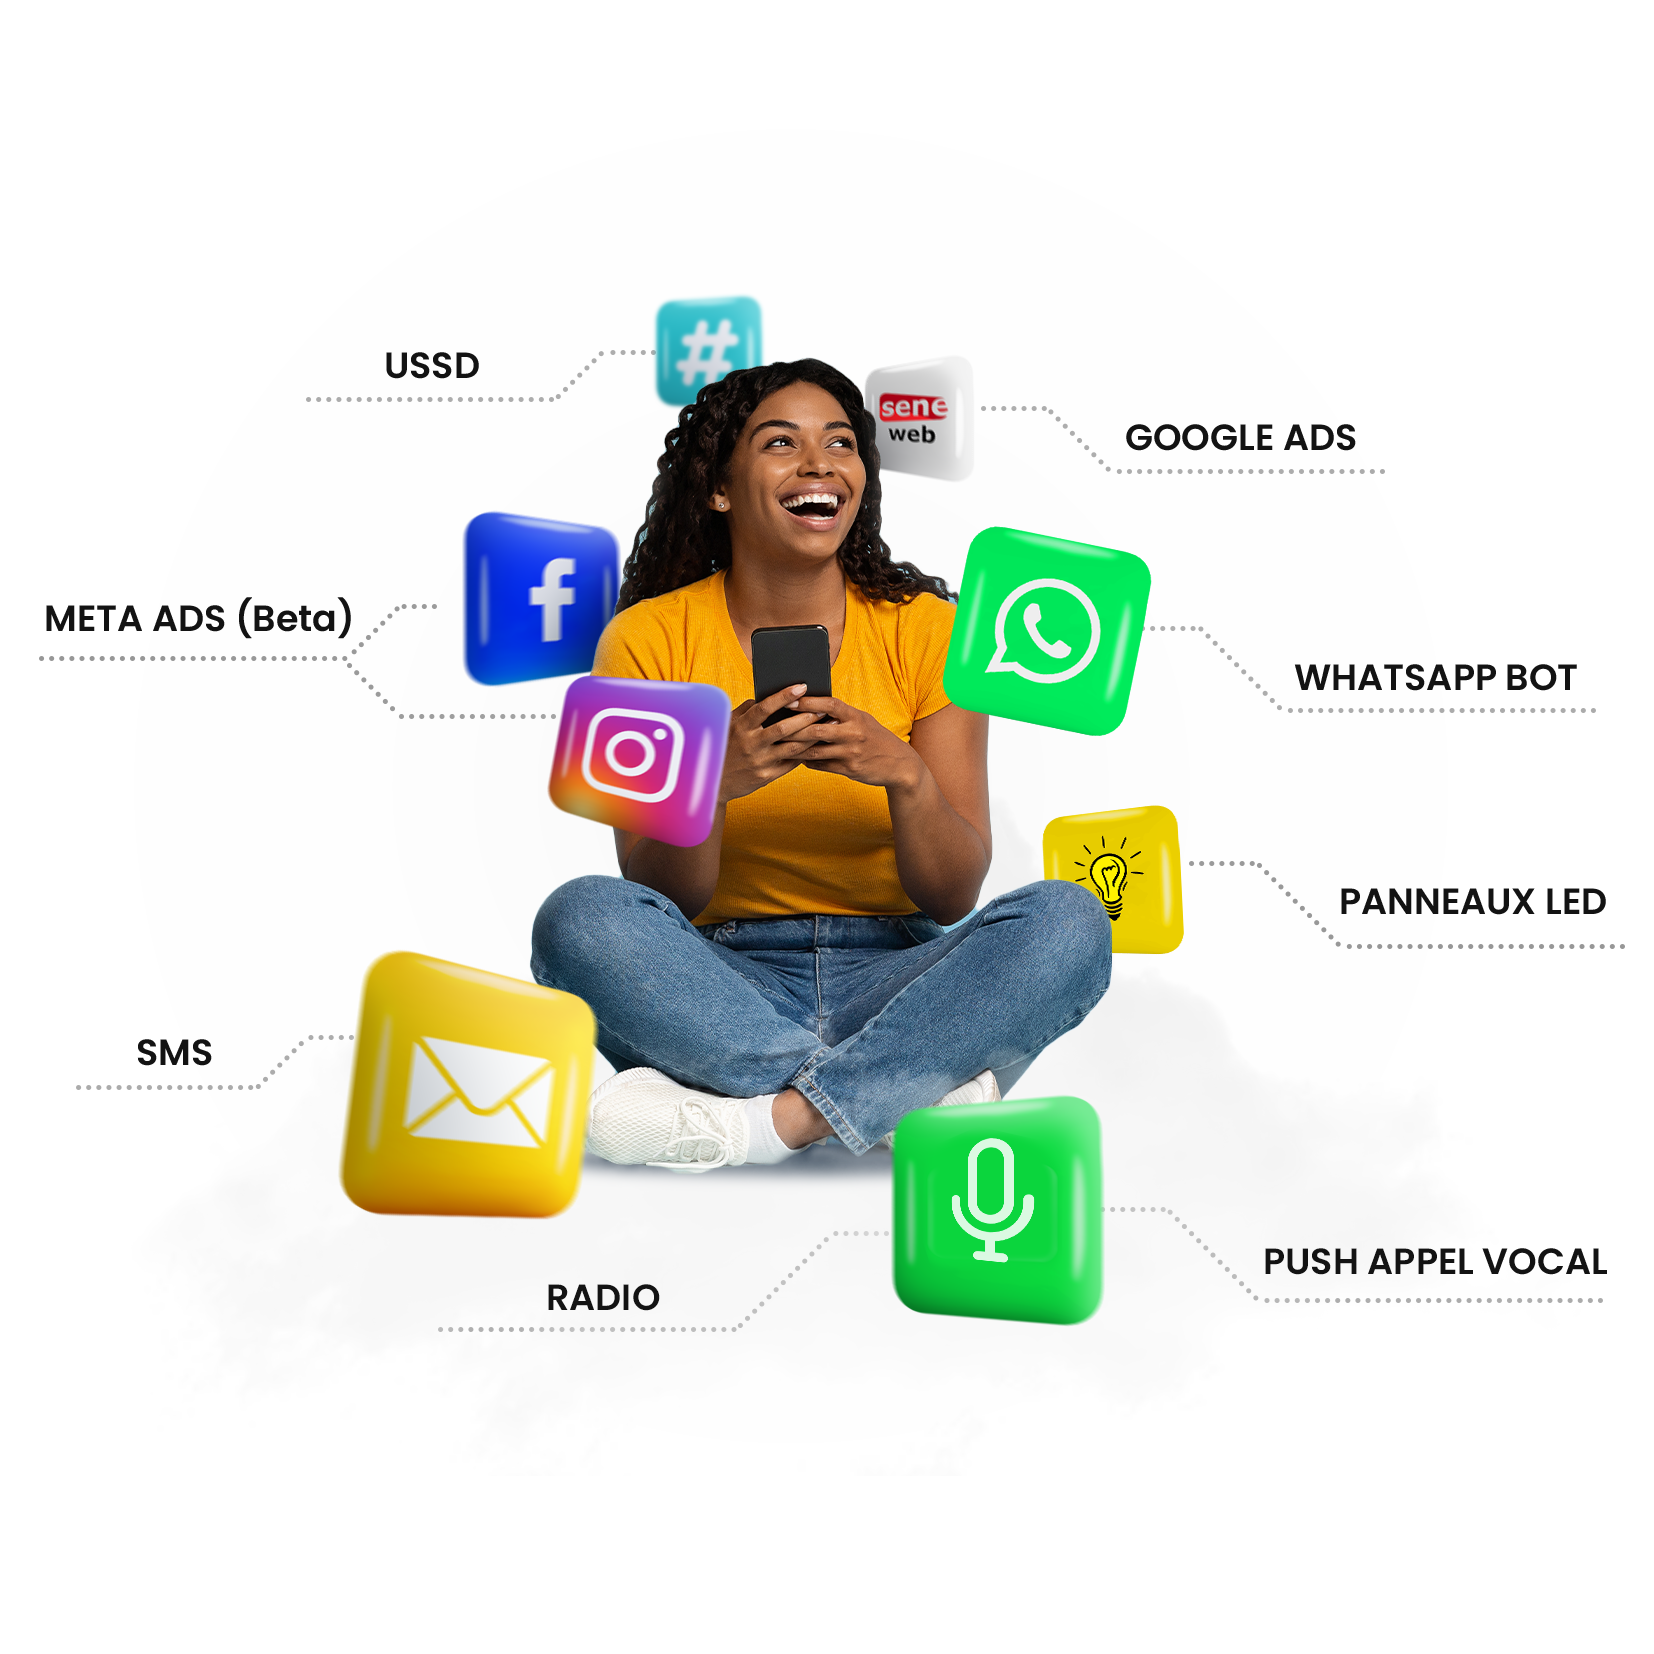 #
USSD
sene
web
GOOGLE ADS
f
META ADS (Beta)
WHATSAPP BOT
PANNEAUX LED
SMS
PUSH APPEL VOCAL
RADIO